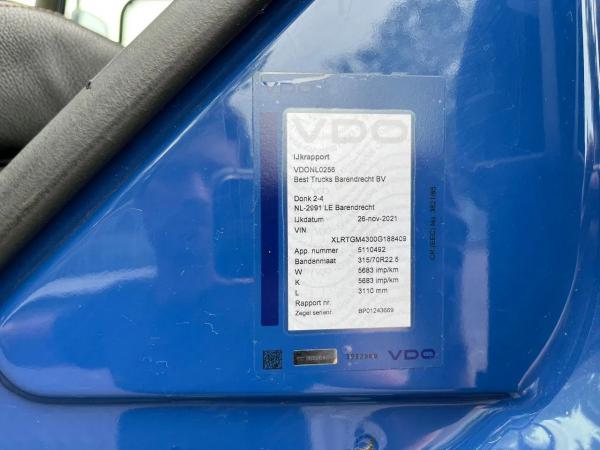 VDO
VDO
IJkrapport
VDONL0256
Best Trucks Barendrecht BV
Donk 2-4
NL-2991 LE Barendrecht
IJkdatum 26-nov-2021
VIN
XLRTGM4300G188409
App. nummer 5110492
Bandenmaat 315/70R22.5
W 5683 imp/km
K 5683 imp/km
L 3110 mm
Rapport nr.
Zegel serienr. BP01243669
VDO